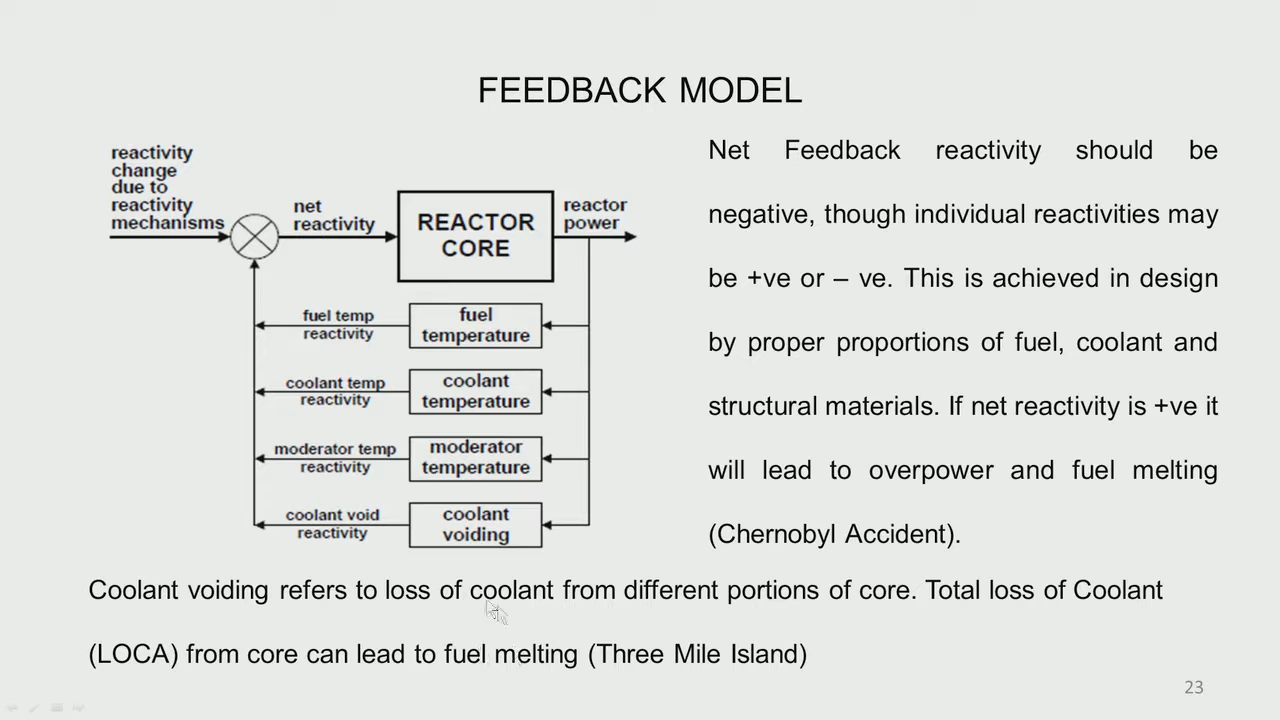 FEEDBACK MODEL
reactivity
change
due to
reactivity
mechanisms
net
reactivity
REACTOR
CORE
reactor
power
fuel temp
reactivity
fuel
temperature
coolant temp
reactivity
coolant
temperature
moderator temp
reactivity
moderator
temperature
coolant void
reactivity
coolant
voiding
Net Feedback reactivity should be
negative, though individual reactivities may
be +ve or – ve. This is achieved in design
by proper proportions of fuel, coolant and
structural materials. If net reactivity is +ve it
will lead to overpower and fuel melting
(Chernobyl Accident).
Coolant voiding refers to loss of coolant from different portions of core. Total loss of Coolant
(LOCA) from core can lead to fuel melting (Three Mile Island)
23